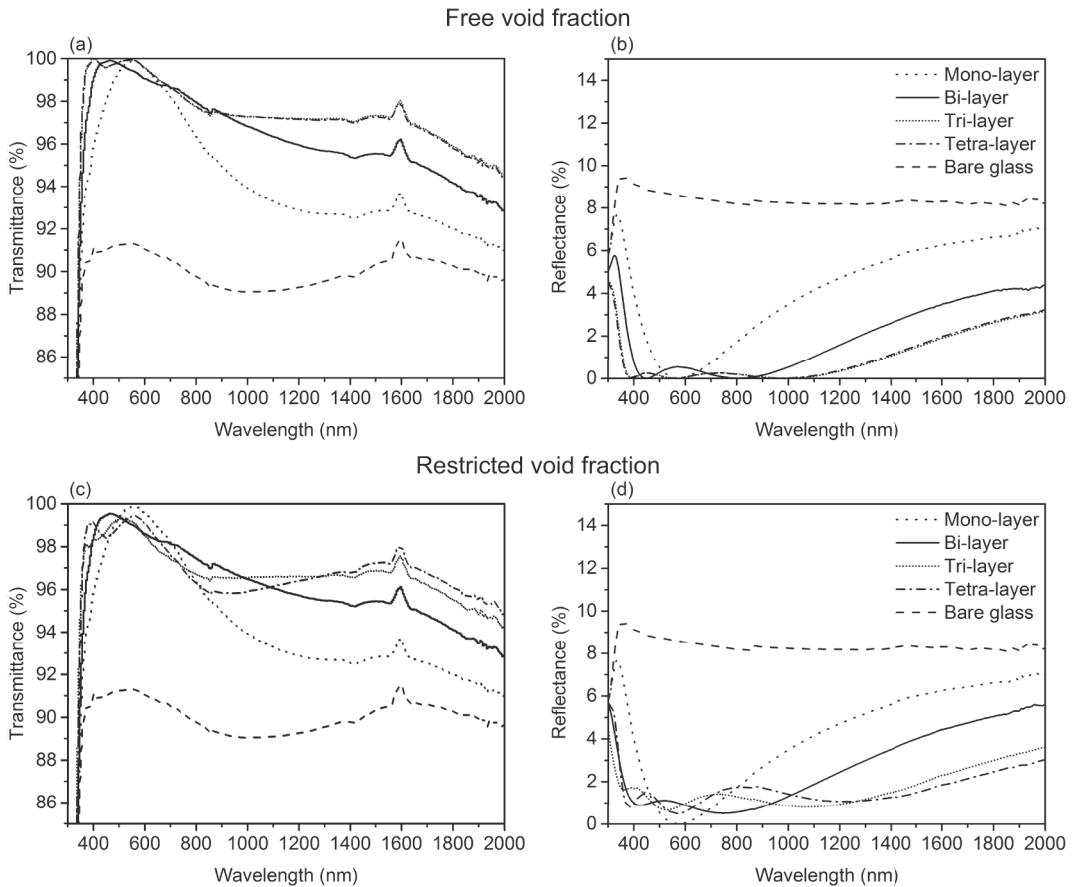 Free void fraction
(a)
100
98
96
94
92
90
88
86
Transmittance (%)
400 600 800 1000 1200 1400 1600 1800 2000
Wavelength (nm)
(b)
14
12
10
8
6
4
2
0
Reflectance (%)
Mono-layer
Bi-layer
Tri-layer
Tetra-layer
Bare glass
400 600 800 1000 1200 1400 1600 1800 2000
Wavelength (nm)
Restricted void fraction
(c)
100
98
96
94
92
90
88
86
Transmittance (%)
400 600 800 1000 1200 1400 1600 1800 2000
Wavelength (nm)
(d)
14
12
10
8
6
4
2
0
Reflectance (%)
Mono-layer
Bi-layer
Tri-layer
Tetra-layer
Bare glass
400 600 800 1000 1200 1400 1600 1800 2000
Wavelength (nm)